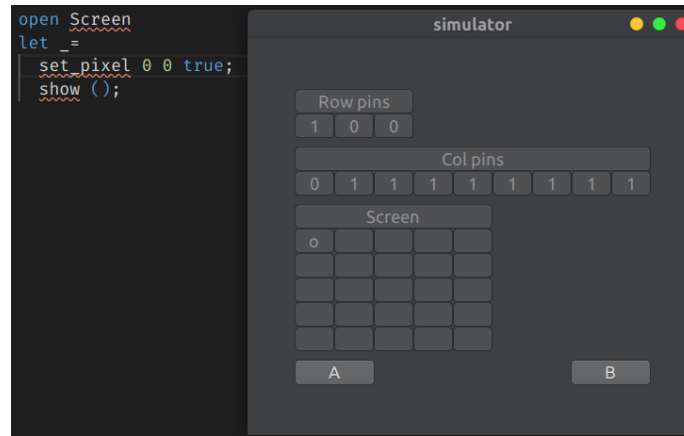 open Screen
let _=
set_pixel 0 0 true;
show ();
simulator
Row pins
1 0 0
Col pins
0 1 1 1 1 1 1 1 1
Screen
o
A B